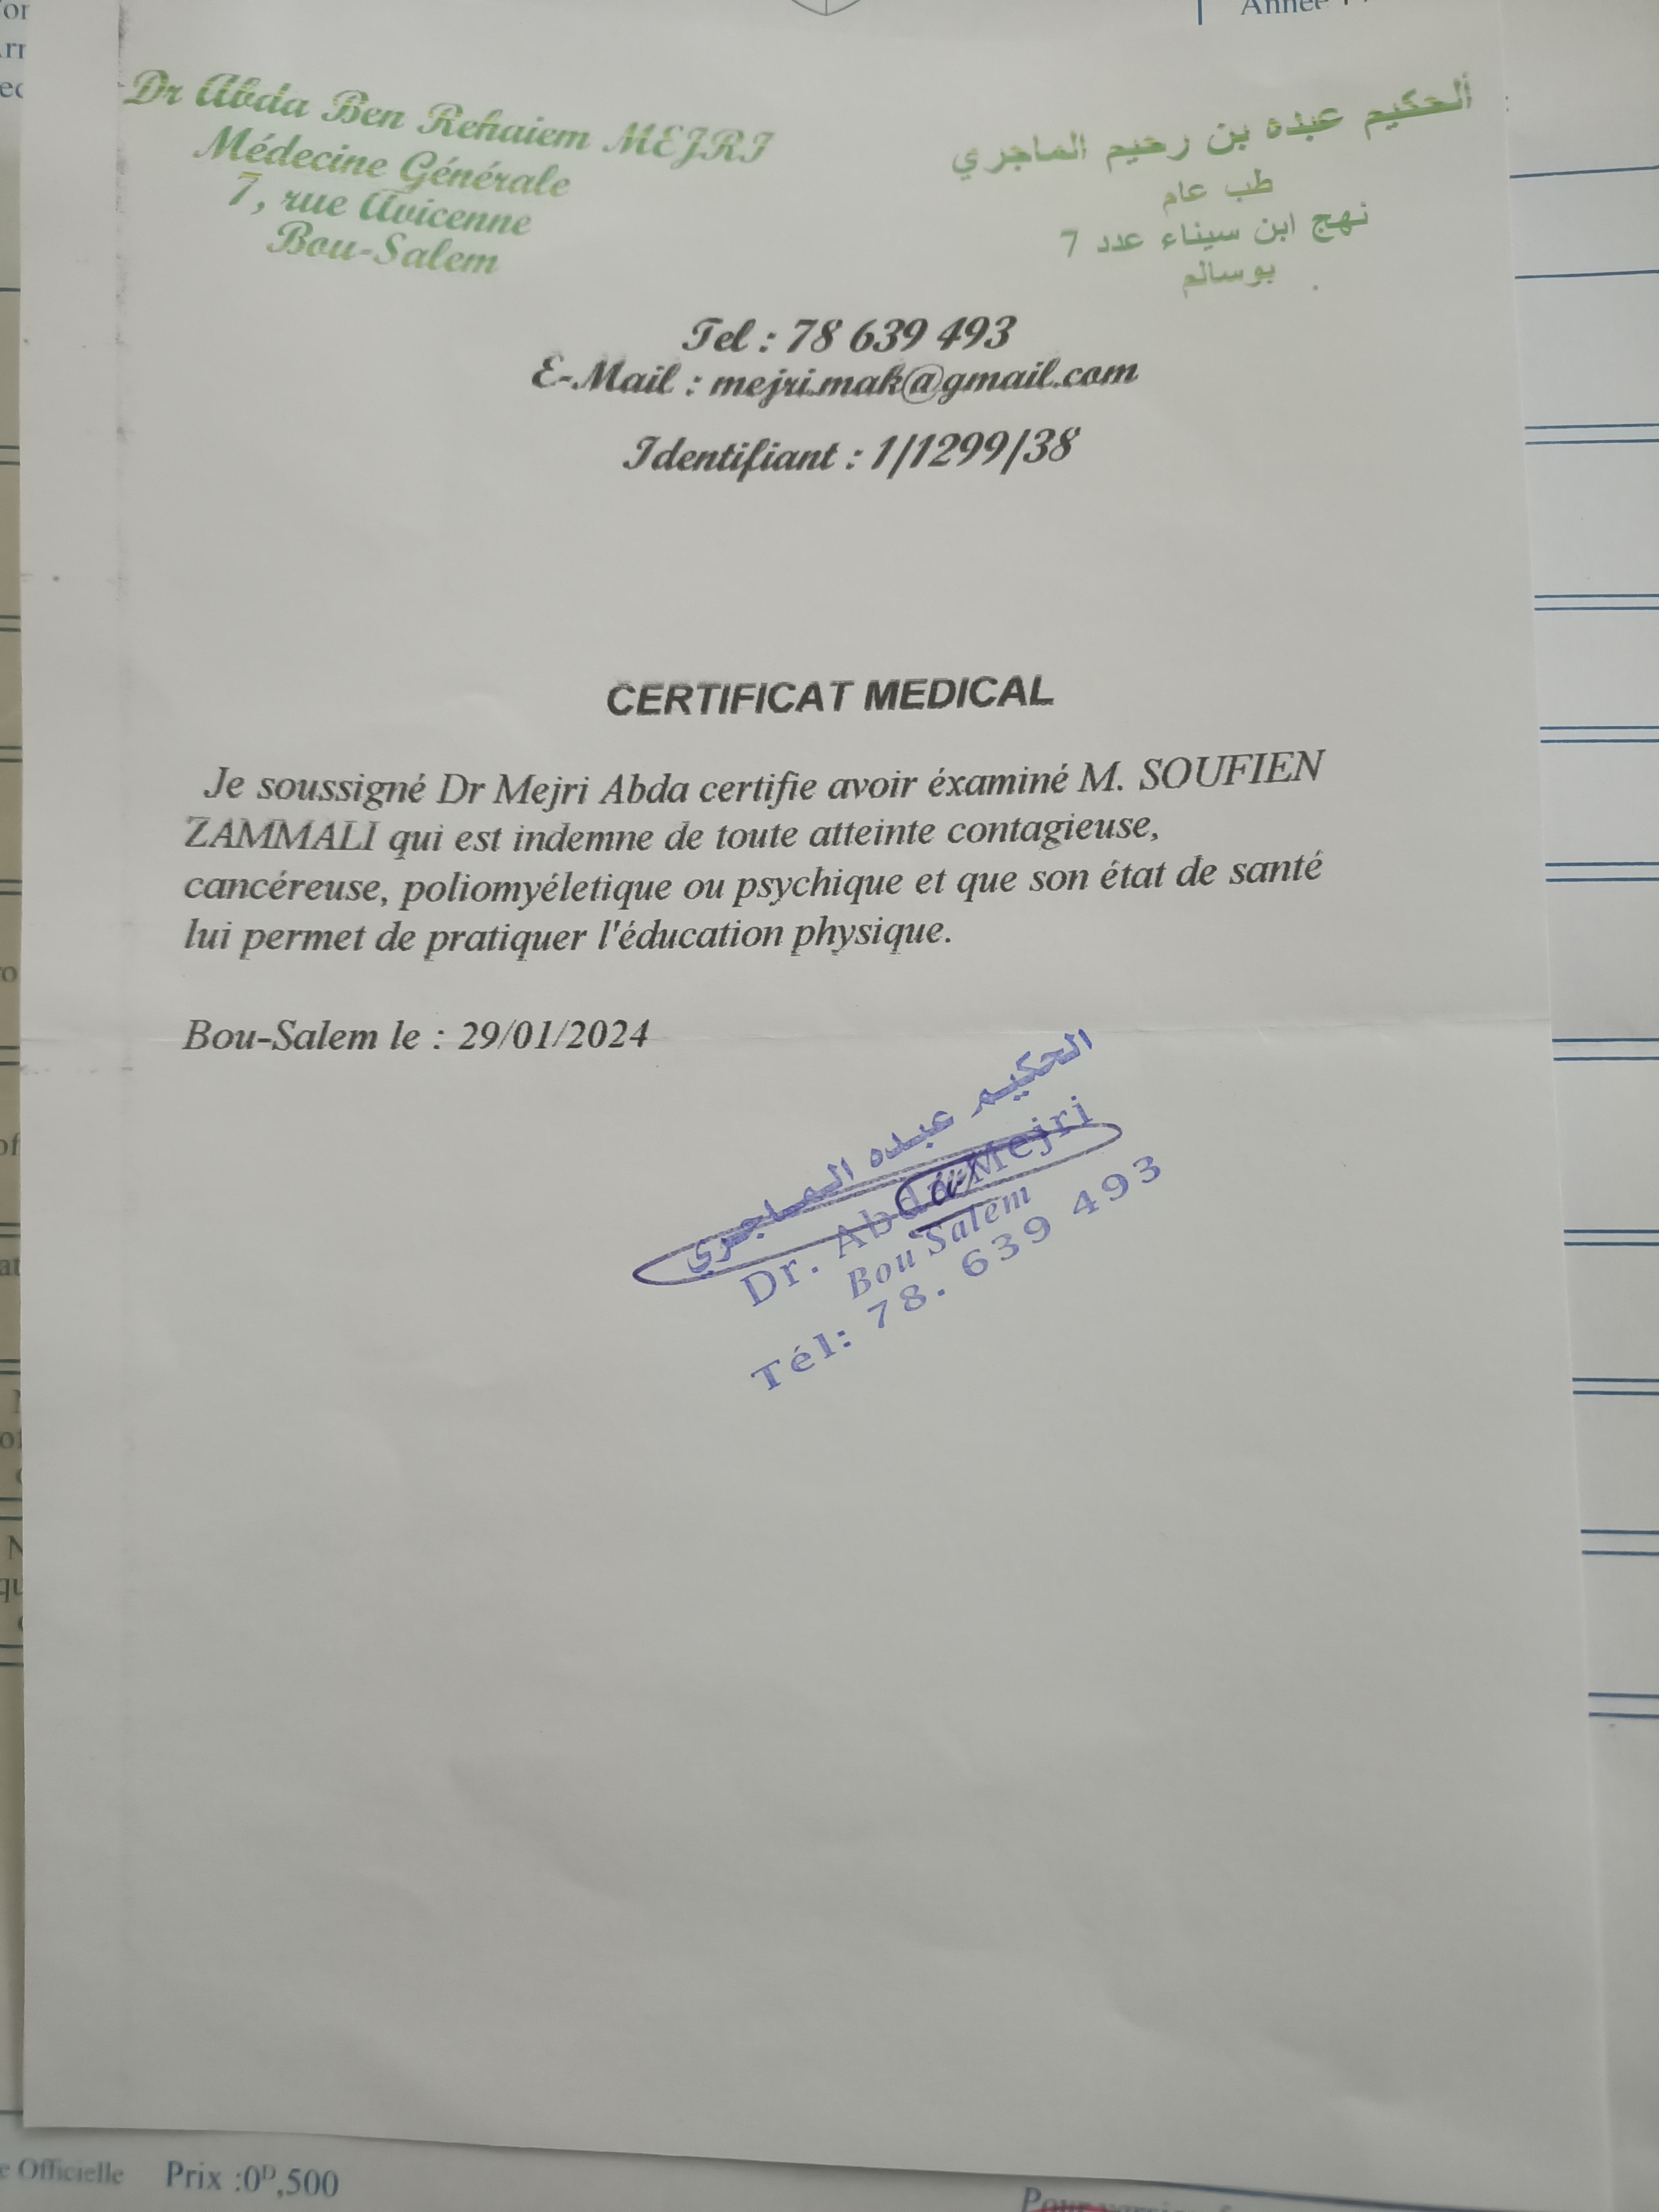 Année
Dr Abda Ben Rehaiem MEJRI
Médecine Générale
7, rue Avicenne
Bou-Salem
ألحكيم عبده بن رحيم الماجري
طب عام
نهج ابن سيناء عدد 7
بوسالم
Tel : 78 639 493
E-Mail : mejri.mak@gmail.com
Identifiant : 1/1299/38
CERTIFICAT MEDICAL
Je soussigné Dr Mejri Abda certifie avoir éxaminé M. SOUFIEN
ZAMMALI qui est indemne de toute atteinte contagieuse,
cancéreuse, poliomyéletique ou psychique et que son état de santé
lui permet de pratiquer l'éducation physique.
Bou-Salem le : 29/01/2024
الحكيم عبده الماجري
Dr. Abda Mejri
Bou Salem
Tél: 78. 639 493
e Officielle Prix :0ᴰ,500
Pour